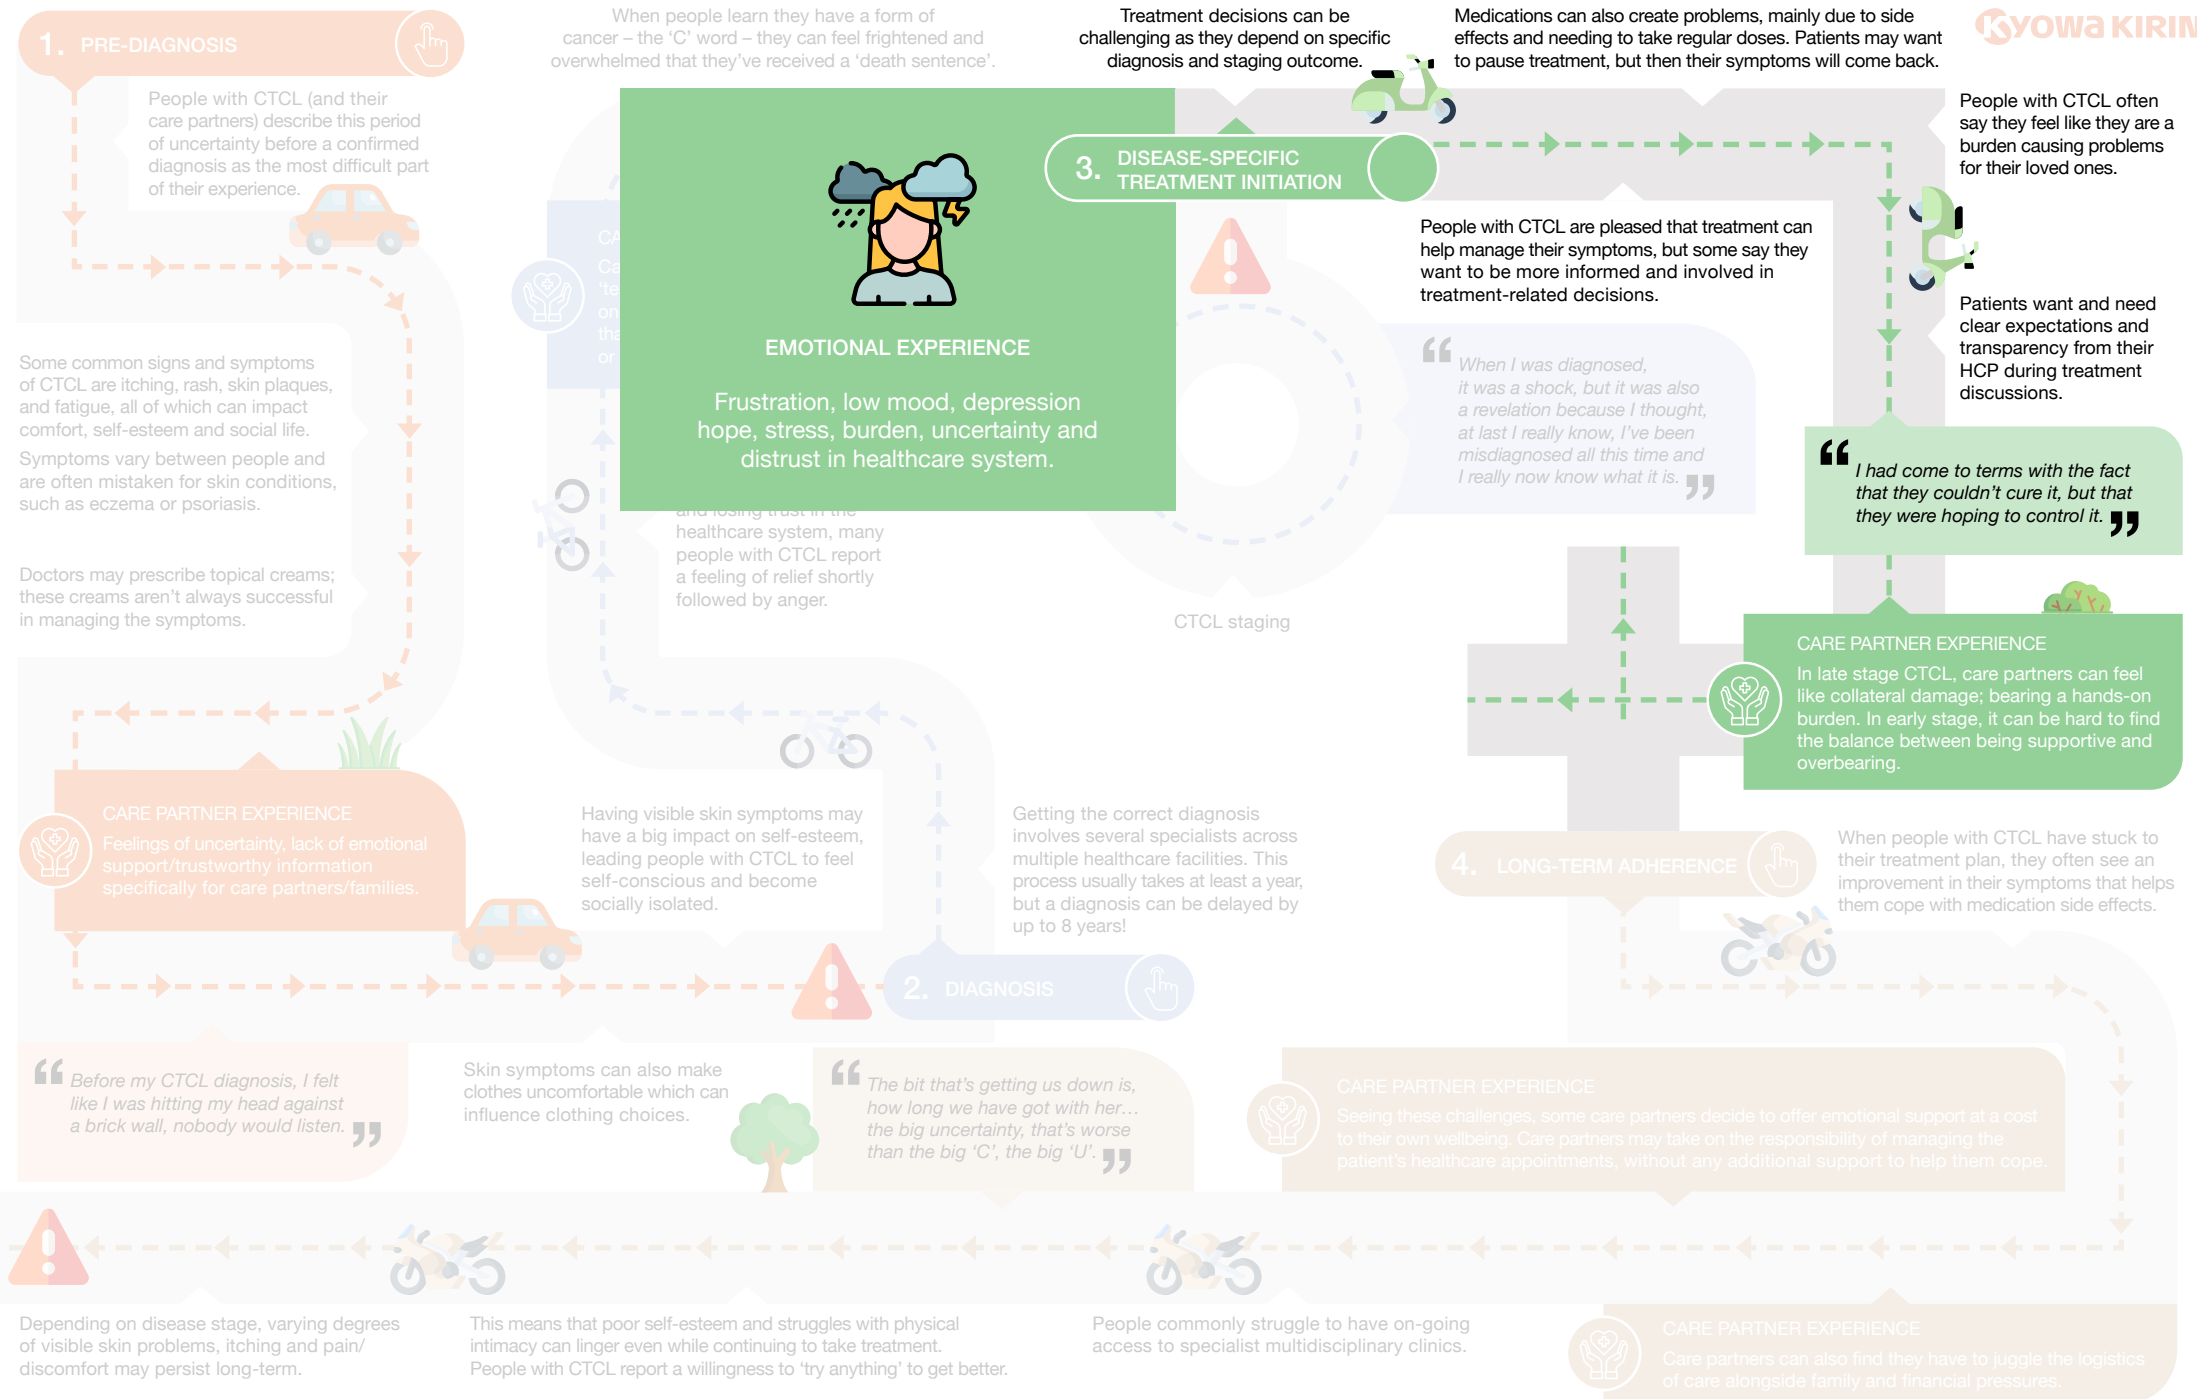 1. PRE-DIAGNOSIS
People with CTCL (and their
care partners) describe this period
of uncertainty before a confirmed
diagnosis as the most difficult part
of their experience.
Some common signs and symptoms
of CTCL are itching, rash, skin plaques,
and fatigue, all of which can impact
comfort, self-esteem and social life.
Symptoms vary between people and
are often mistaken for skin conditions,
such as eczema or psoriasis.
Doctors may prescribe topical creams;
these creams aren't always successful
in managing the symptoms.
CARE PARTNER EXPERIENCE
Feelings of uncertainty, lack of emotional
support/trustworthy information
specifically for care partners/families.
“ Before my CTCL diagnosis, I felt
like I was hitting my head against
a brick wall, nobody would listen. ”
Skin symptoms can also make
clothes uncomfortable which can
influence clothing choices.
Having visible skin symptoms may
have a big impact on self-esteem,
leading people with CTCL to feel
self-conscious and become
socially isolated.
2. DIAGNOSIS
Getting the correct diagnosis
involves several specialists across
multiple healthcare facilities. This
process usually takes at least a year,
but a diagnosis can be delayed by
up to 8 years!
healthcare system, many
people with CTCL report
a feeling of relief shortly
followed by anger.
When people learn they have a form of
cancer – the ‘C’ word – they can feel frightened and
overwhelmed that they've received a ‘death sentence’.
CTCL staging
“ When I was diagnosed,
it was a shock, but it was also
a revelation because I thought,
at last I really know, I've been
misdiagnosed all this time and
I really now know what it is. ”
EMOTIONAL EXPERIENCE
Frustration, low mood, depression
hope, stress, burden, uncertainty and
distrust in healthcare system.
3. DISEASE-SPECIFIC
TREATMENT INITIATION
Treatment decisions can be
challenging as they depend on specific
diagnosis and staging outcome.
Medications can also create problems, mainly due to side
effects and needing to take regular doses. Patients may want
to pause treatment, but then their symptoms will come back.
KYOWA KIRIN
People with CTCL often
say they feel like they are a
burden causing problems
for their loved ones.
People with CTCL are pleased that treatment can
help manage their symptoms, but some say they
want to be more informed and involved in
treatment-related decisions.
Patients want and need
clear expectations and
transparency from their
HCP during treatment
discussions.
“ I had come to terms with the fact
that they couldn't cure it, but that
they were hoping to control it. ”
CARE PARTNER EXPERIENCE
In late stage CTCL, care partners can feel
like collateral damage; bearing a hands-on
burden. In early stage, it can be hard to find
the balance between being supportive and
overbearing.
4. LONG-TERM ADHERENCE
When people with CTCL have stuck to
their treatment plan, they often see an
improvement in their symptoms that helps
them cope with medication side effects.
“ The bit that's getting us down is,
how long we have got with her…
the big uncertainty, that's worse
than the big ‘C’, the big ‘U’. ”
CARE PARTNER EXPERIENCE
Seeing these challenges, some care partners decide to offer emotional support at a cost
to their own wellbeing. Care partners may take on the responsibility of managing the
patient's healthcare appointments, without any additional support to help them cope.
Depending on disease stage, varying degrees
of visible skin problems, itching and pain/
discomfort may persist long-term.
This means that poor self-esteem and struggles with physical
intimacy can linger even while continuing to take treatment.
People with CTCL report a willingness to ‘try anything’ to get better.
People commonly struggle to have on-going
access to specialist multidisciplinary clinics.
CARE PARTNER EXPERIENCE
Care partners can also find they have to juggle the logistics
of care alongside family and financial pressures.